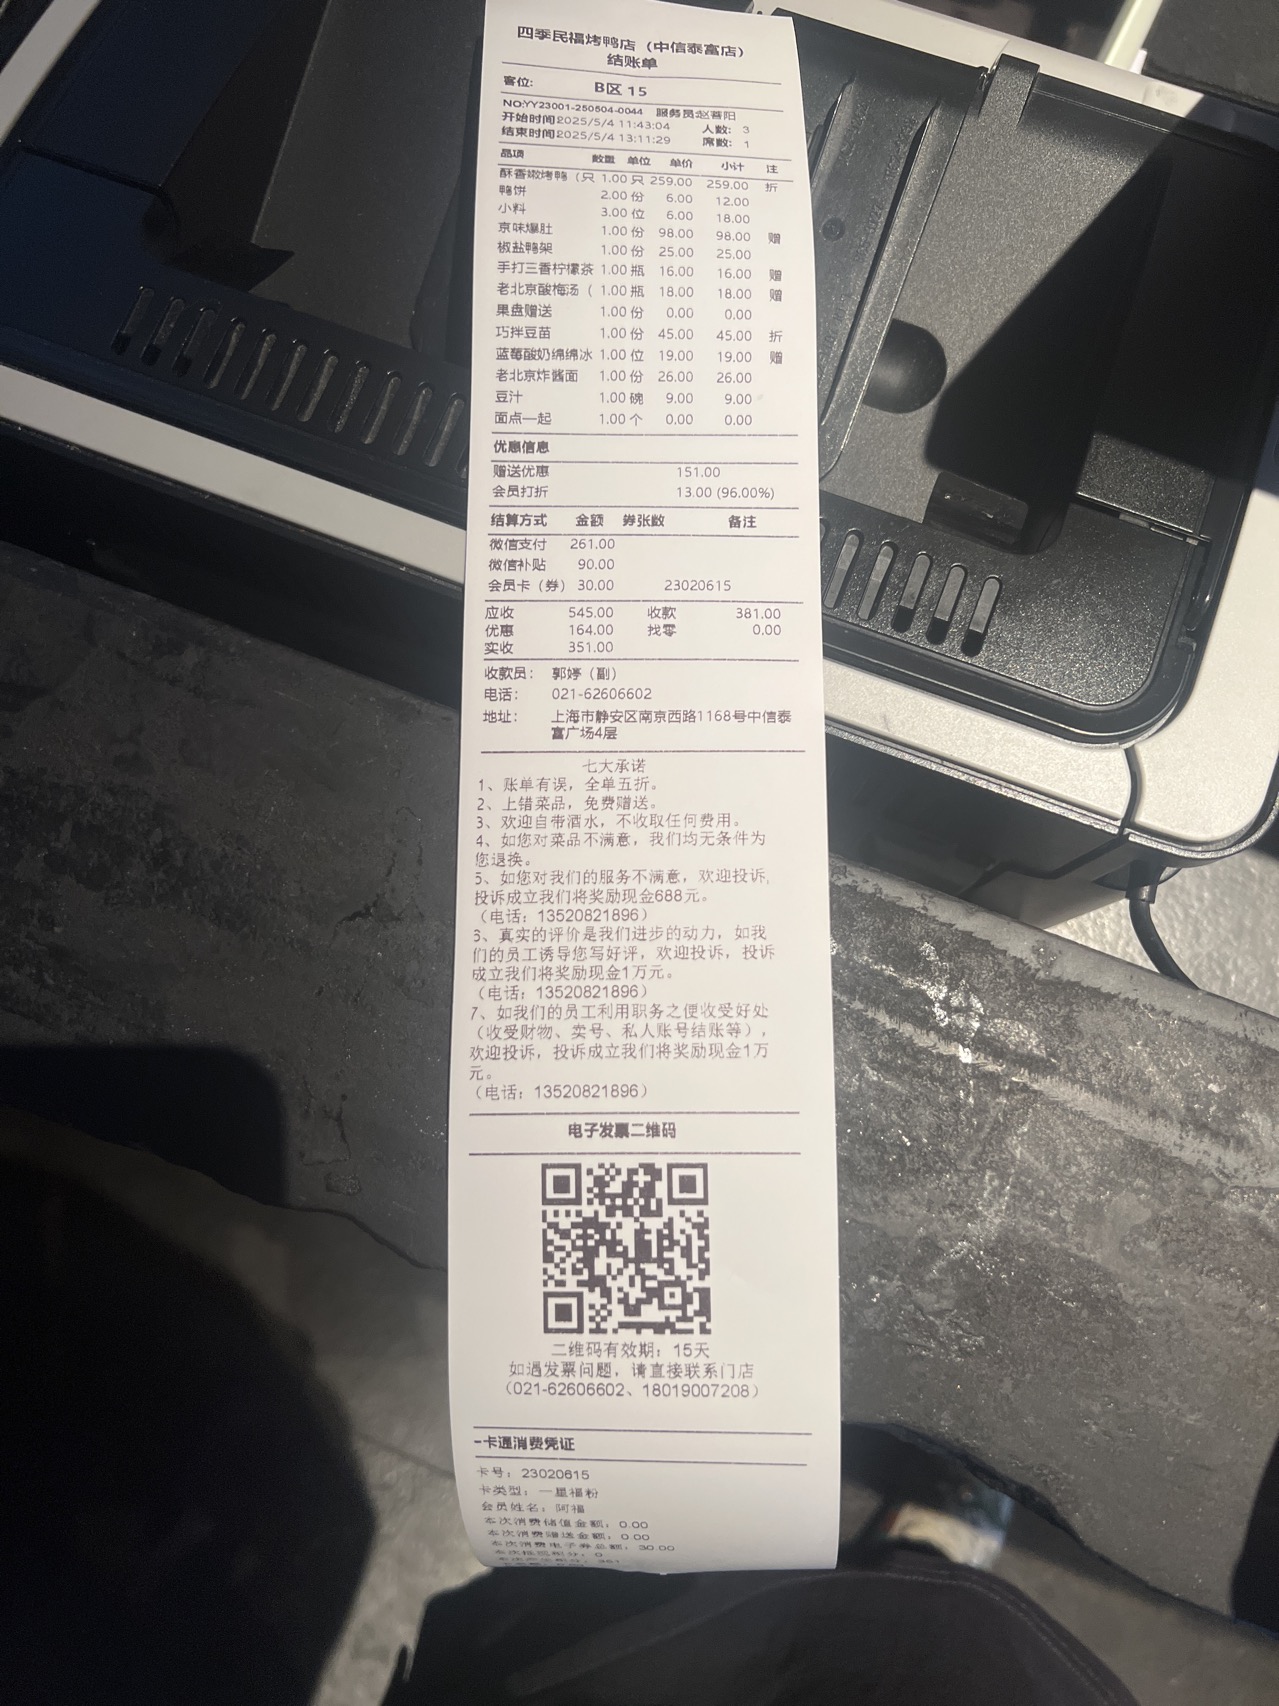 四季民福烤鸭店（中信泰富店）
结账单
客位： B区 15
NO:YY23001-250504-0044 服务员:赵晋阳
开始时间:2025/5/4 11:43:04 人数： 3
结束时间:2025/5/4 13:11:29 席数： 1
品项 数量 单位 单价 小计 注
酥香嫩烤鸭（只 1.00 只 259.00 259.00 折
鸭饼 2.00 份 6.00 12.00
小料 3.00 位 6.00 18.00
京味爆肚 1.00 份 98.00 98.00 赠
椒盐鸭架 1.00 份 25.00 25.00
手打三香柠檬茶 1.00 瓶 16.00 16.00 赠
老北京酸梅汤（ 1.00 瓶 18.00 18.00 赠
果盘赠送 1.00 份 0.00 0.00
巧拌豆苗 1.00 份 45.00 45.00 折
蓝莓酸奶绵绵冰 1.00 位 19.00 19.00 赠
老北京炸酱面 1.00 份 26.00 26.00
豆汁 1.00 碗 9.00 9.00
面点一起 1.00 个 0.00 0.00
优惠信息
赠送优惠 151.00
会员打折 13.00 (96.00%)
结算方式 金额 券张数 备注
微信支付 261.00
微信补贴 90.00
会员卡（券） 30.00 23020615
应收 545.00 收款 381.00
优惠 164.00 找零 0.00
实收 351.00
收款员： 郭婷（副）
电话： 021-62606602
地址： 上海市静安区南京西路1168号中信泰
富广场4层
七大承诺
1、账单有误，全单五折。
2、上错菜品，免费赠送。
3、欢迎自带酒水，不收取任何费用。
4、如您对菜品不满意，我们均无条件为
您退换。
5、如您对我们的服务不满意，欢迎投诉，
投诉成立我们将奖励现金688元。
（电话：13520821896）
6、真实的评价是我们进步的动力，如我
们的员工诱导您写好评，欢迎投诉，投诉
成立我们将奖励现金1万元。
（电话：13520821896）
7、如我们的员工利用职务之便收受好处
（收受财物、卖号、私人账号结账等），
欢迎投诉，投诉成立我们将奖励现金1万
元。
（电话：13520821896）
电子发票二维码
二维码有效期：15天
如遇发票问题，请直接联系门店
（021-62606602、18019007208）
一卡通消费凭证
卡号：23020615
卡类型：一星福粉
会员姓名：阿福
本次消费储值金额：0.00
本次消费赠送金额：0.00
本次消费电子券总额：30.00
本次抵现积分：0